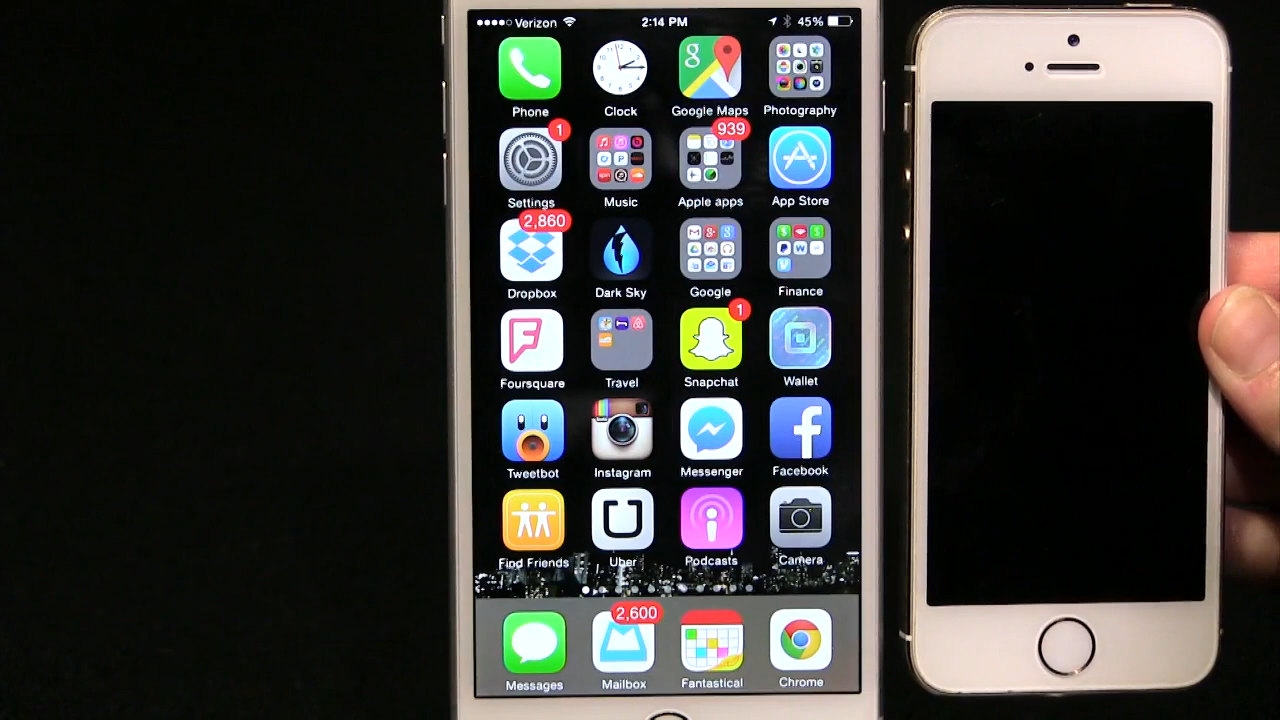 Verizon 2:14 PM 45%
Phone Clock Google Maps Photography
1 939
Settings Music Apple apps App Store
2,860
Dropbox Dark Sky Google Finance
1
Foursquare Travel Snapchat Wallet
Tweetbot Instagram Messenger Facebook
Find Friends Uber Podcasts Camera
2,600
Messages Mailbox Fantastical Chrome